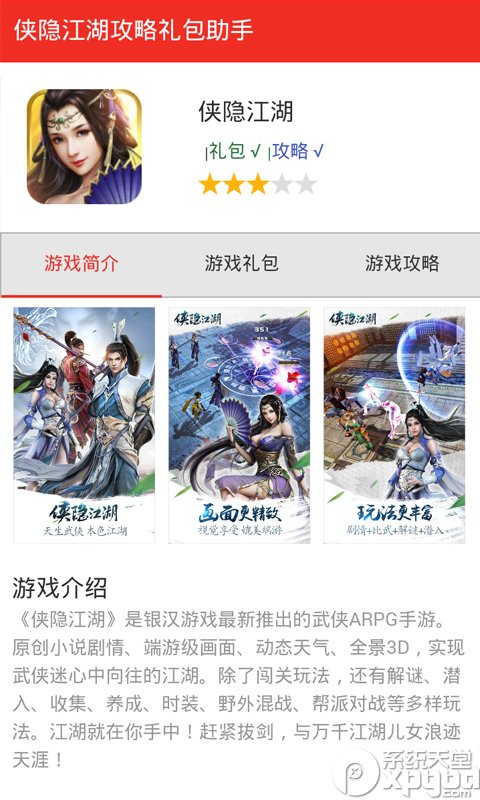 侠隐江湖攻略礼包助手
侠隐江湖
|礼包√ |攻略√
游戏简介
游戏礼包
游戏攻略
侠隐江湖
天生武侠 本色江湖
侠隐江湖
351
355
画面更精致
视觉享受 媲美端游
侠隐江湖
玩法更丰富
剧情+比武+解谜+潜入
游戏介绍
《侠隐江湖》是银汉游戏最新推出的武侠ARPG手游。
原创小说剧情、端游级画面、动态天气、全景3D，实现
武侠迷心中向往的江湖。除了闯关玩法，还有解谜、潜
入、收集、养成、时装、野外混战、帮派对战等多样玩
法。江湖就在你手中！赶紧拔剑，与万千江湖儿女浪迹
天涯！
系统天堂